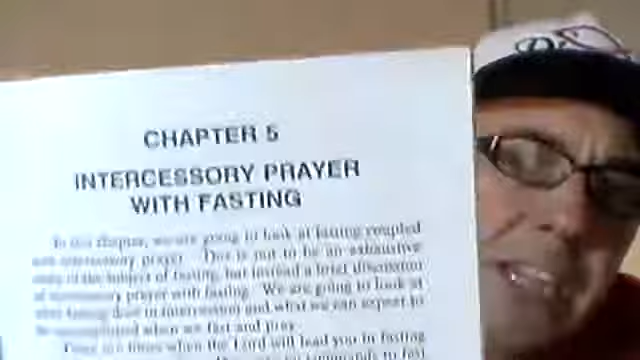 CHAPTER 5
INTERCESSORY PRAYER
WITH FASTING
In this chapter, we are going to look at fasting coupled
with intercessory prayer. This is not to be an exhaustive
study of the subject of fasting, but instead a brief discussion
of intercessory prayer with fasting. We are going to look at
what fasting does in intercession and what we can expect to
be accomplished when we fast and pray.
There are times when the Lord will lead you in fasting
to fast